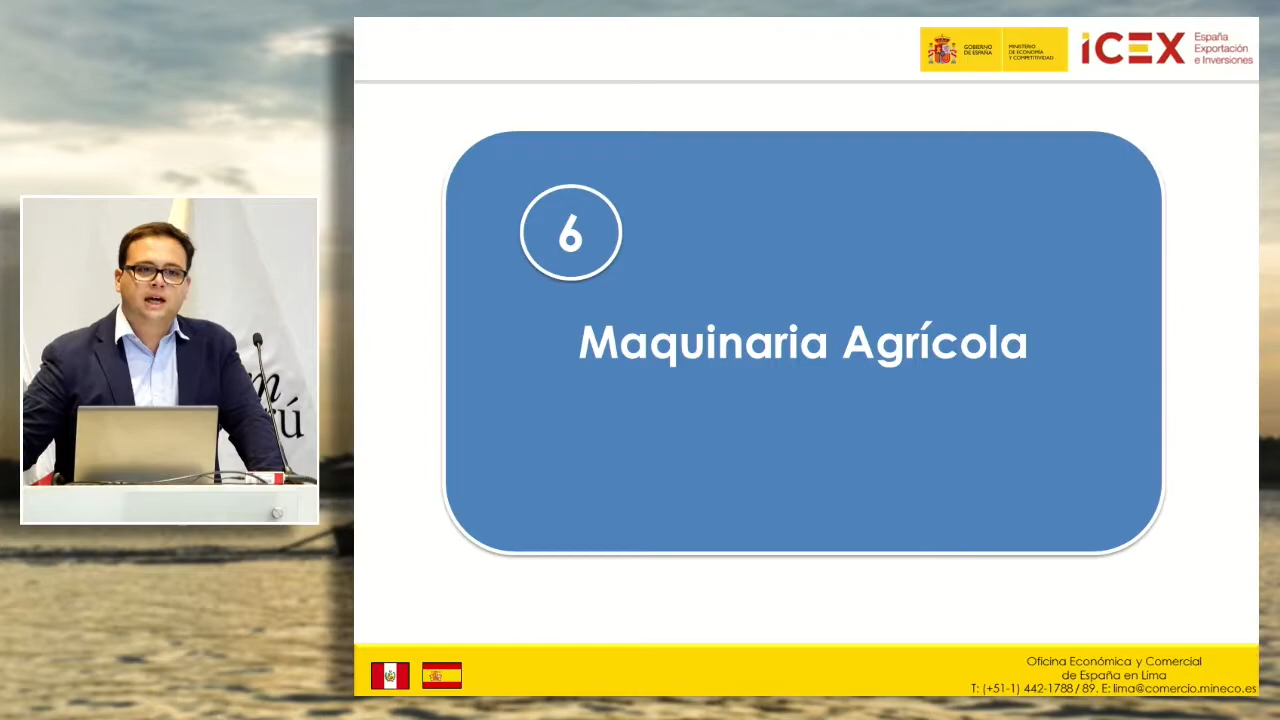 GOBIERNO
DE ESPAÑA
MINISTERIO
DE ECONOMÍA
Y COMPETITIVIDAD
iCEX
España
Exportación
e Inversiones
6
Maquinaria Agrícola
Oficina Económica y Comercial
de España en Lima
T: (+51-1) 442-1788 / 89. E: lima@comercio.mineco.es